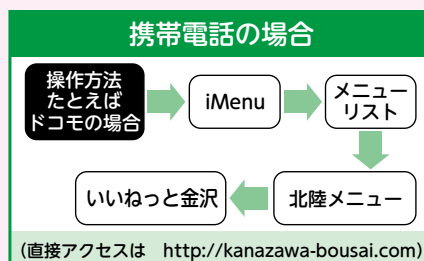 携帯電話の場合
操作方法
たとえば
ドコモの場合
iMenu
メニュー
リスト
北陸メニュー
いいねっと金沢
(直接アクセスは http://kanazawa-bousai.com)